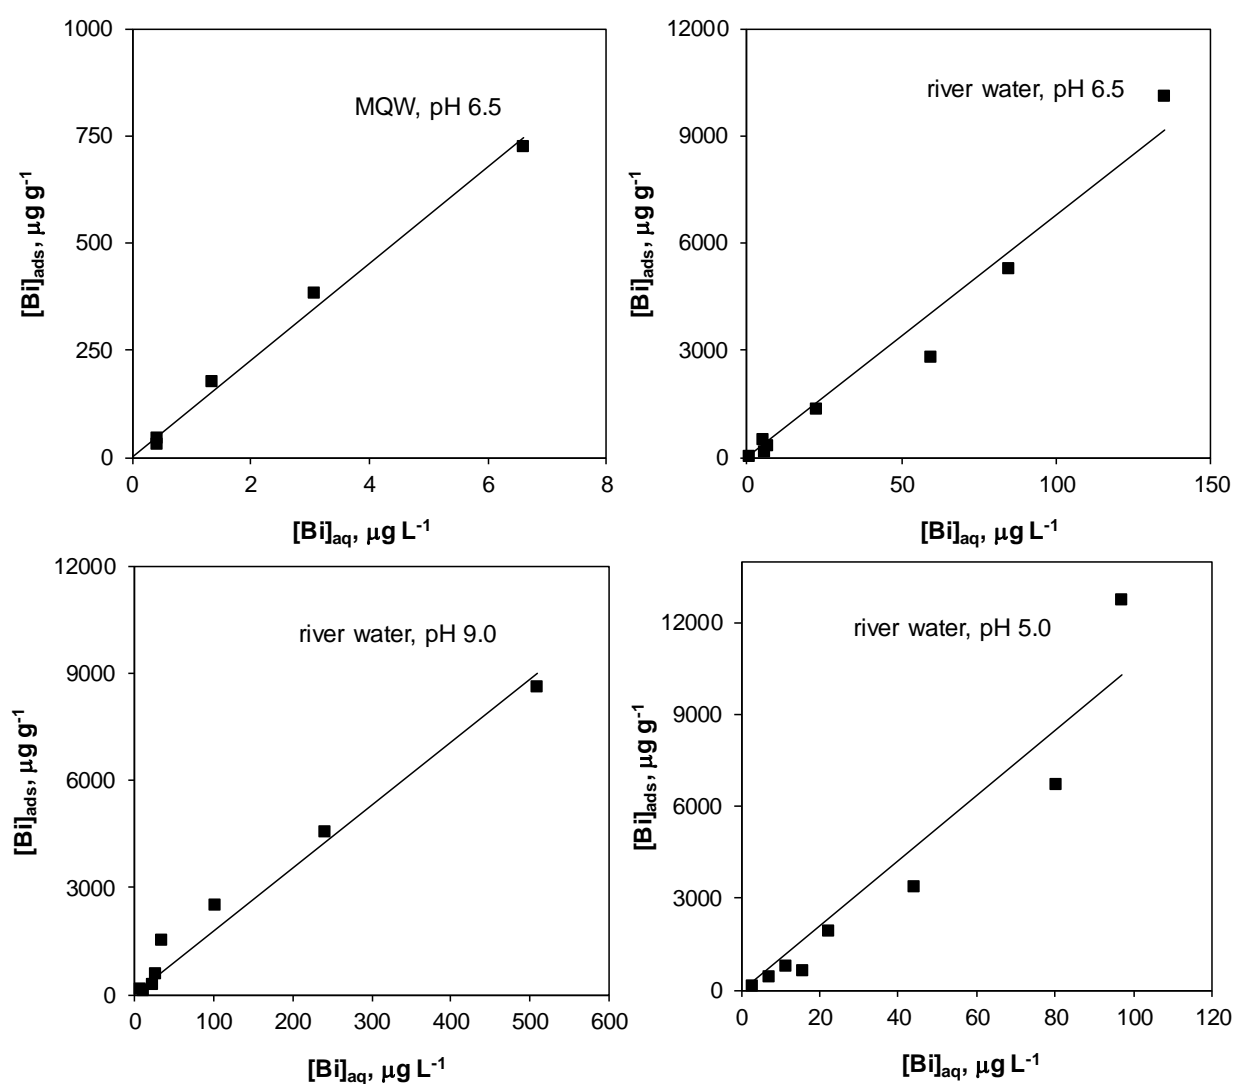 1000
750
500
250
0
0 2 4 6 8
MQW, pH 6.5
[Bi]ads, μg g-1
[Bi]aq, μg L-1
12000
9000
6000
3000
0
0 50 100 150
river water, pH 6.5
[Bi]ads, μg g-1
[Bi]aq, μg L-1
12000
9000
6000
3000
0
0 100 200 300 400 500 600
river water, pH 9.0
[Bi]ads, μg g-1
[Bi]aq, μg L-1
12000
9000
6000
3000
0
0 20 40 60 80 100 120
river water, pH 5.0
[Bi]ads, μg g-1
[Bi]aq, μg L-1